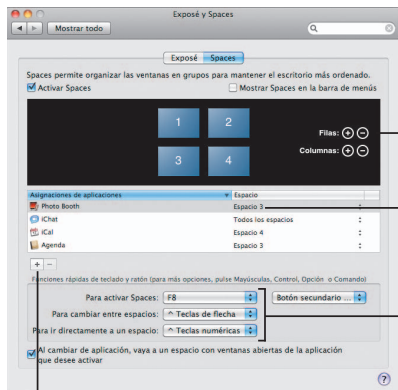 Exposé y Spaces
Mostrar todo
Exposé Spaces
Spaces permite organizar las ventanas en grupos para mantener el escritorio más ordenado.
Activar Spaces Mostrar Spaces en la barra de menús
1 2
Filas:
Columnas:
3 4
Asignaciones de aplicaciones Espacio
Photo Booth Espacio 3
iChat Todos los espacios
iCal Espacio 4
Agenda Espacio 3
+ -
Funciones rápidas de teclado y ratón (para más opciones, pulse Mayúsculas, Control, Opción o Comando)
Para activar Spaces: F8 Botón secundario ...
Para cambiar entre espacios: ^ Teclas de flecha
Para ir directamente a un espacio: ^ Teclas numéricas
Al cambiar de aplicación, vaya a un espacio con ventanas abiertas de la aplicación
que desee activar
?